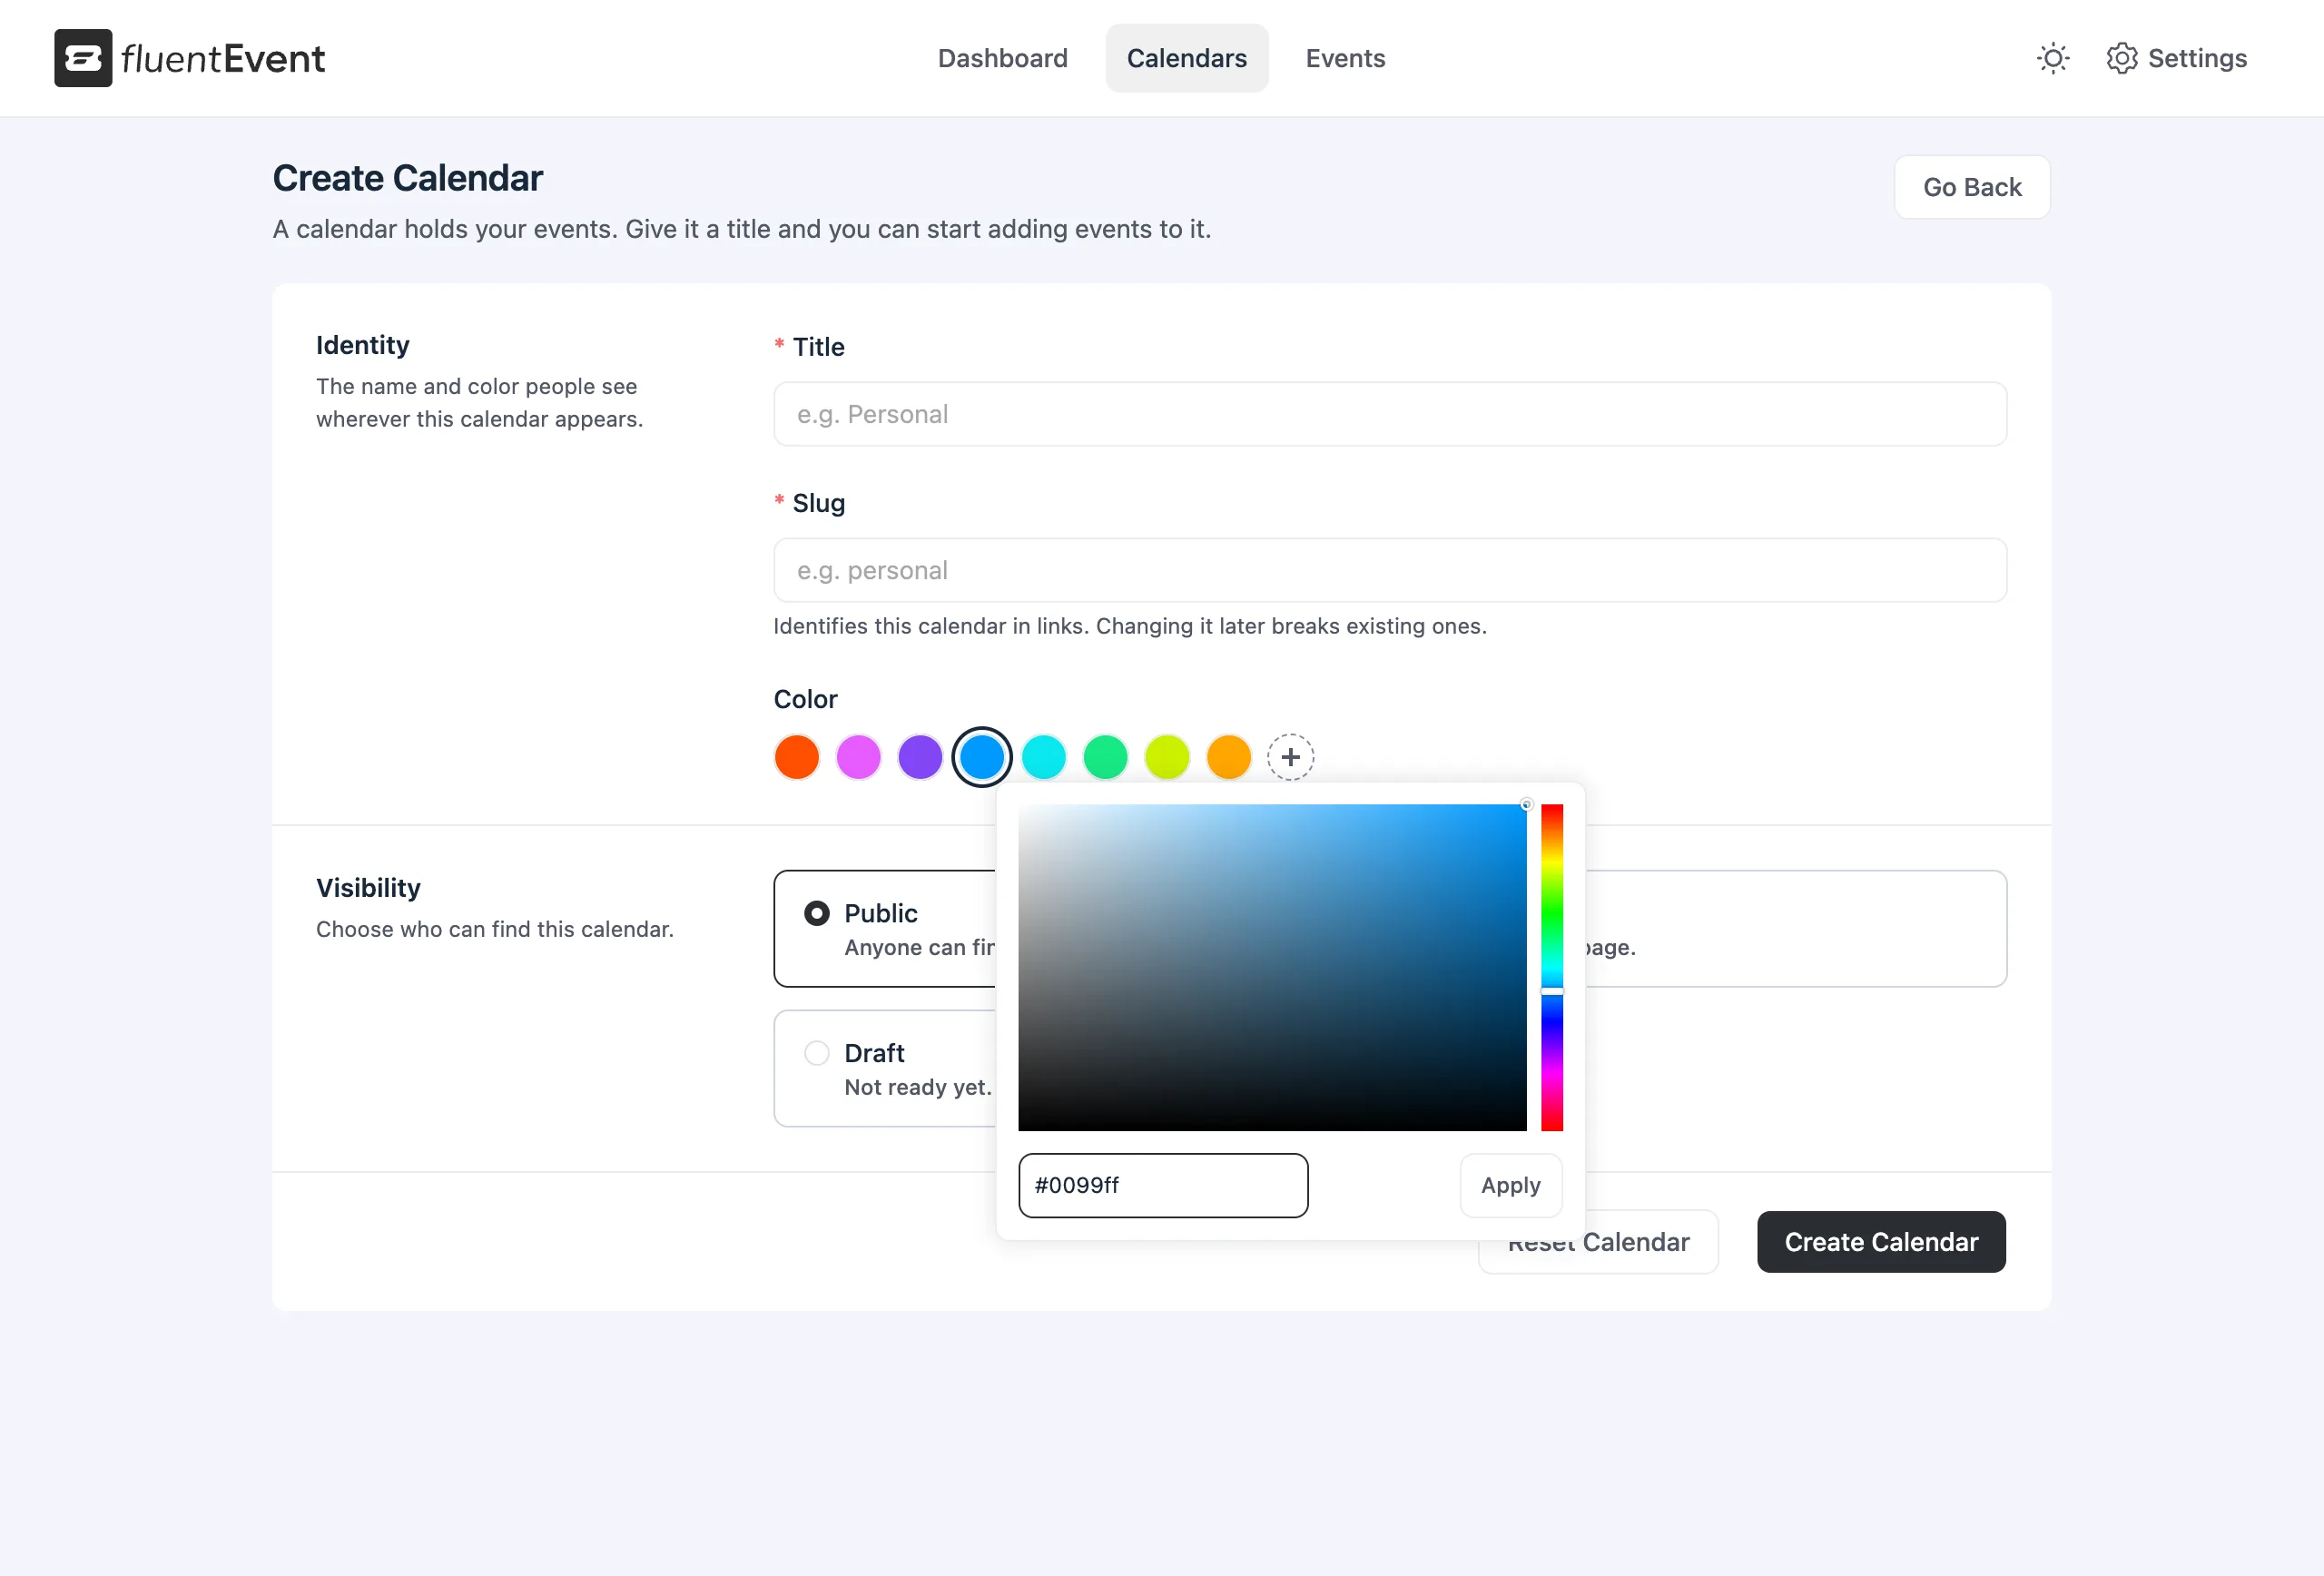 fluentEvent
Dashboard
Calendars
Events
Settings
Create Calendar
A calendar holds your events. Give it a title and you can start adding events to it.
Go Back
Identity
The name and color people see
wherever this calendar appears.
* Title
e.g. Personal
* Slug
e.g. personal
Identifies this calendar in links. Changing it later breaks existing ones.
Color
Visibility
Choose who can find this calendar.
Public
Anyone can
Draft
Not ready yet.
#0099ff
Apply
Reset Calendar
Create Calendar